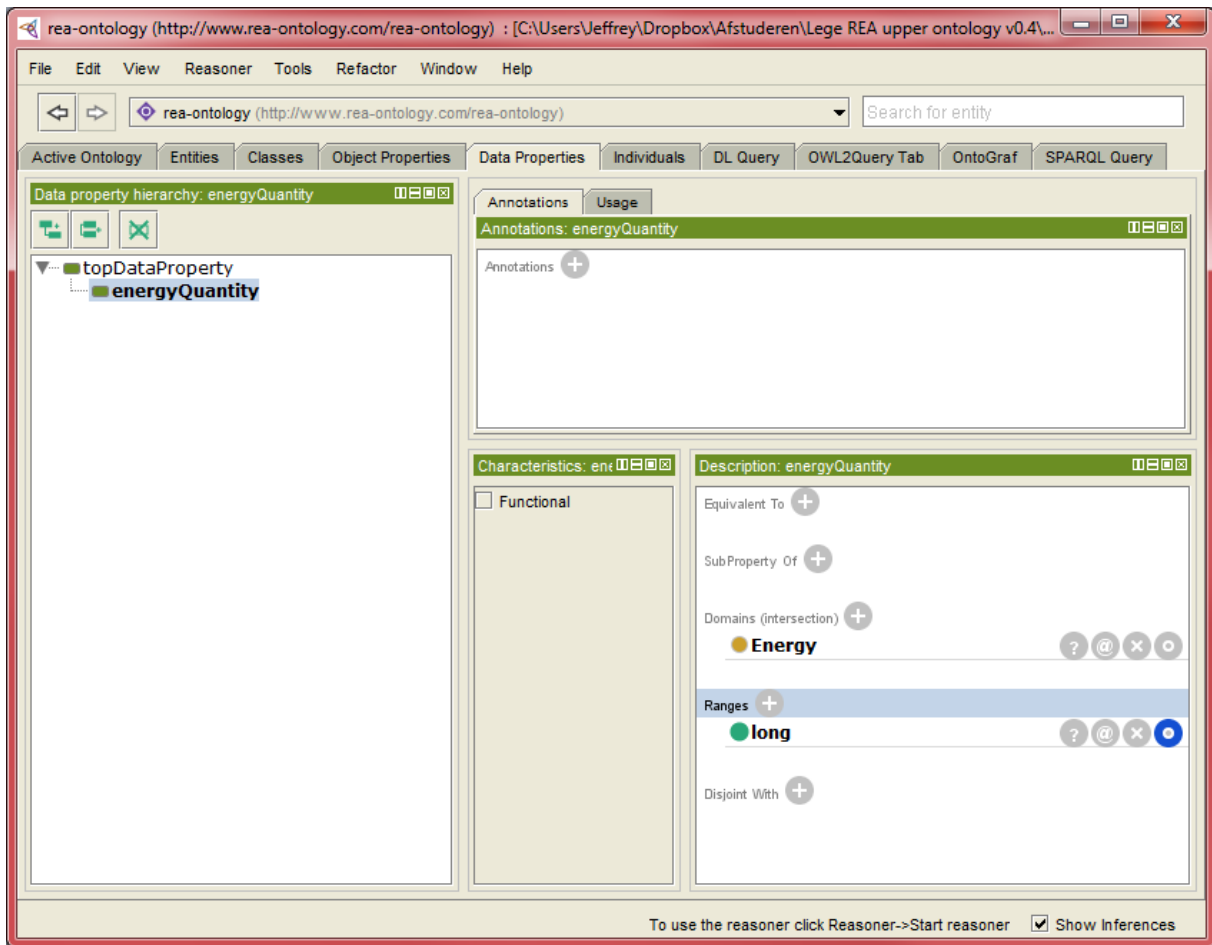 rea-ontology (http://www.rea-ontology.com/rea-ontology) : [C:\Users\Jeffrey\Dropbox\Afstuderen\Lege REA upper ontology v0.4\...
File Edit View Reasoner Tools Refactor Window Help
rea-ontology (http://www.rea-ontology.com/rea-ontology) Search for entity
Active Ontology Entities Classes Object Properties Data Properties Individuals DL Query OWL2Query Tab OntoGraf SPARQL Query
Data property hierarchy: energyQuantity
topDataProperty
energyQuantity
Annotations Usage
Annotations: energyQuantity
Annotations
Characteristics: ene
Functional
Description: energyQuantity
Equivalent To
SubProperty Of
Domains (intersection)
Energy
Ranges
long
Disjoint With
To use the reasoner click Reasoner->Start reasoner Show Inferences